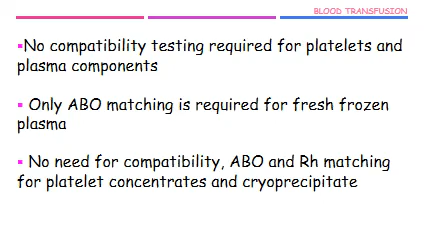 BLOOD TRANSFUSION
▪No compatibility testing required for platelets and
plasma components
▪ Only ABO matching is required for fresh frozen
plasma
▪ No need for compatibility, ABO and Rh matching
for platelet concentrates and cryoprecipitate